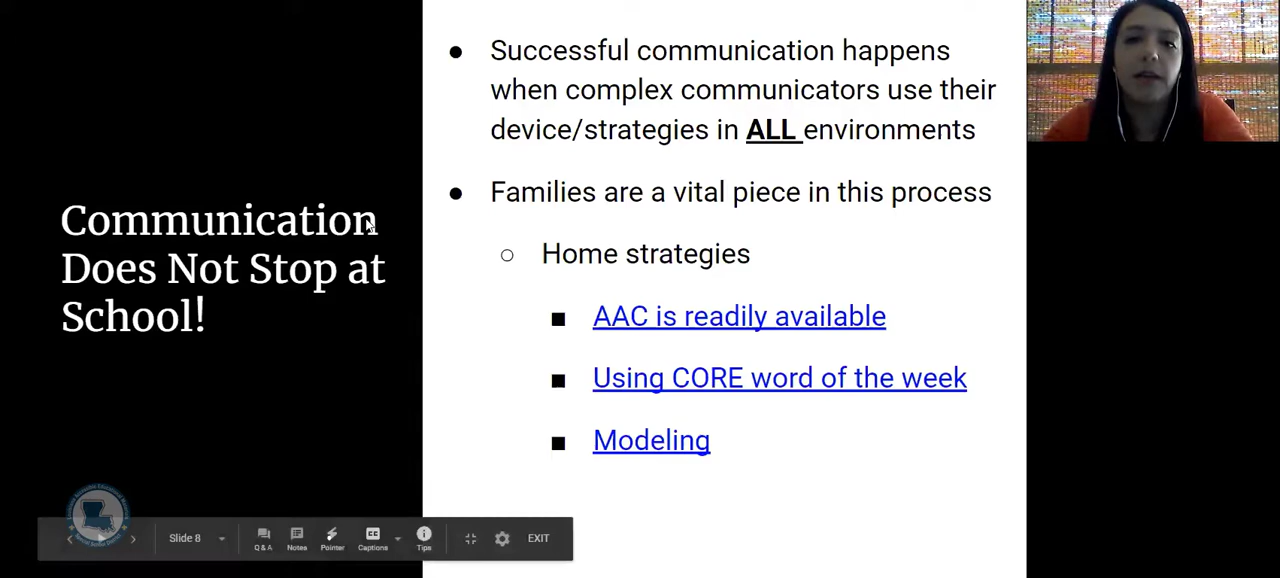 Communication
Does Not Stop at
School!
● Successful communication happens
when complex communicators use their
device/strategies in ALL environments
● Families are a vital piece in this process
○ Home strategies
■ AAC is readily available
■ Using CORE word of the week
■ Modeling
Slide 8
Q & A
Notes
Pointer
Captions
Tips
EXIT